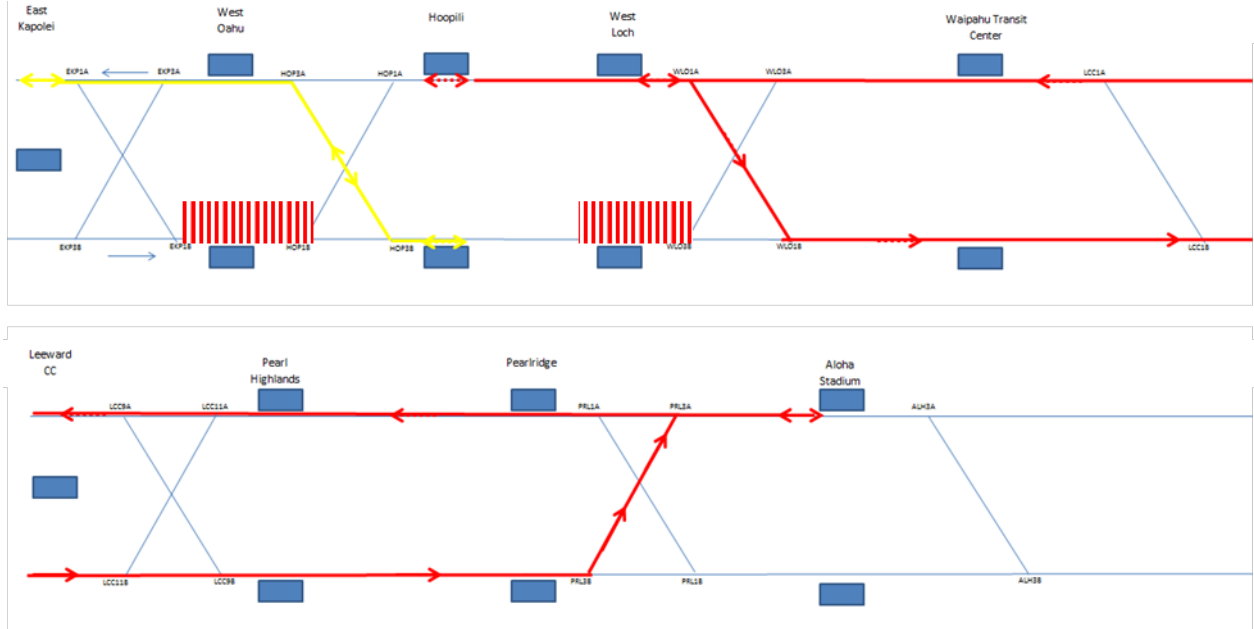 East
Kapolei
West
Oahu
Hoopili
West
Loch
Waipahu Transit
Center
EKP1A
EKP3A
HOP3A
HOP1A
WLO1A
WLO3A
LCC1A
EKP3B
EKP1B
HOP1B
HOP3B
WLO3B
WLO1B
LCC1B
Leeward
CC
Pearl
Highlands
Pearlridge
Aloha
Stadium
LCC9A
LCC11A
PRL1A
PRL3A
ALH3A
LCC11B
LCC9B
PRL3B
PRL1B
ALH3B